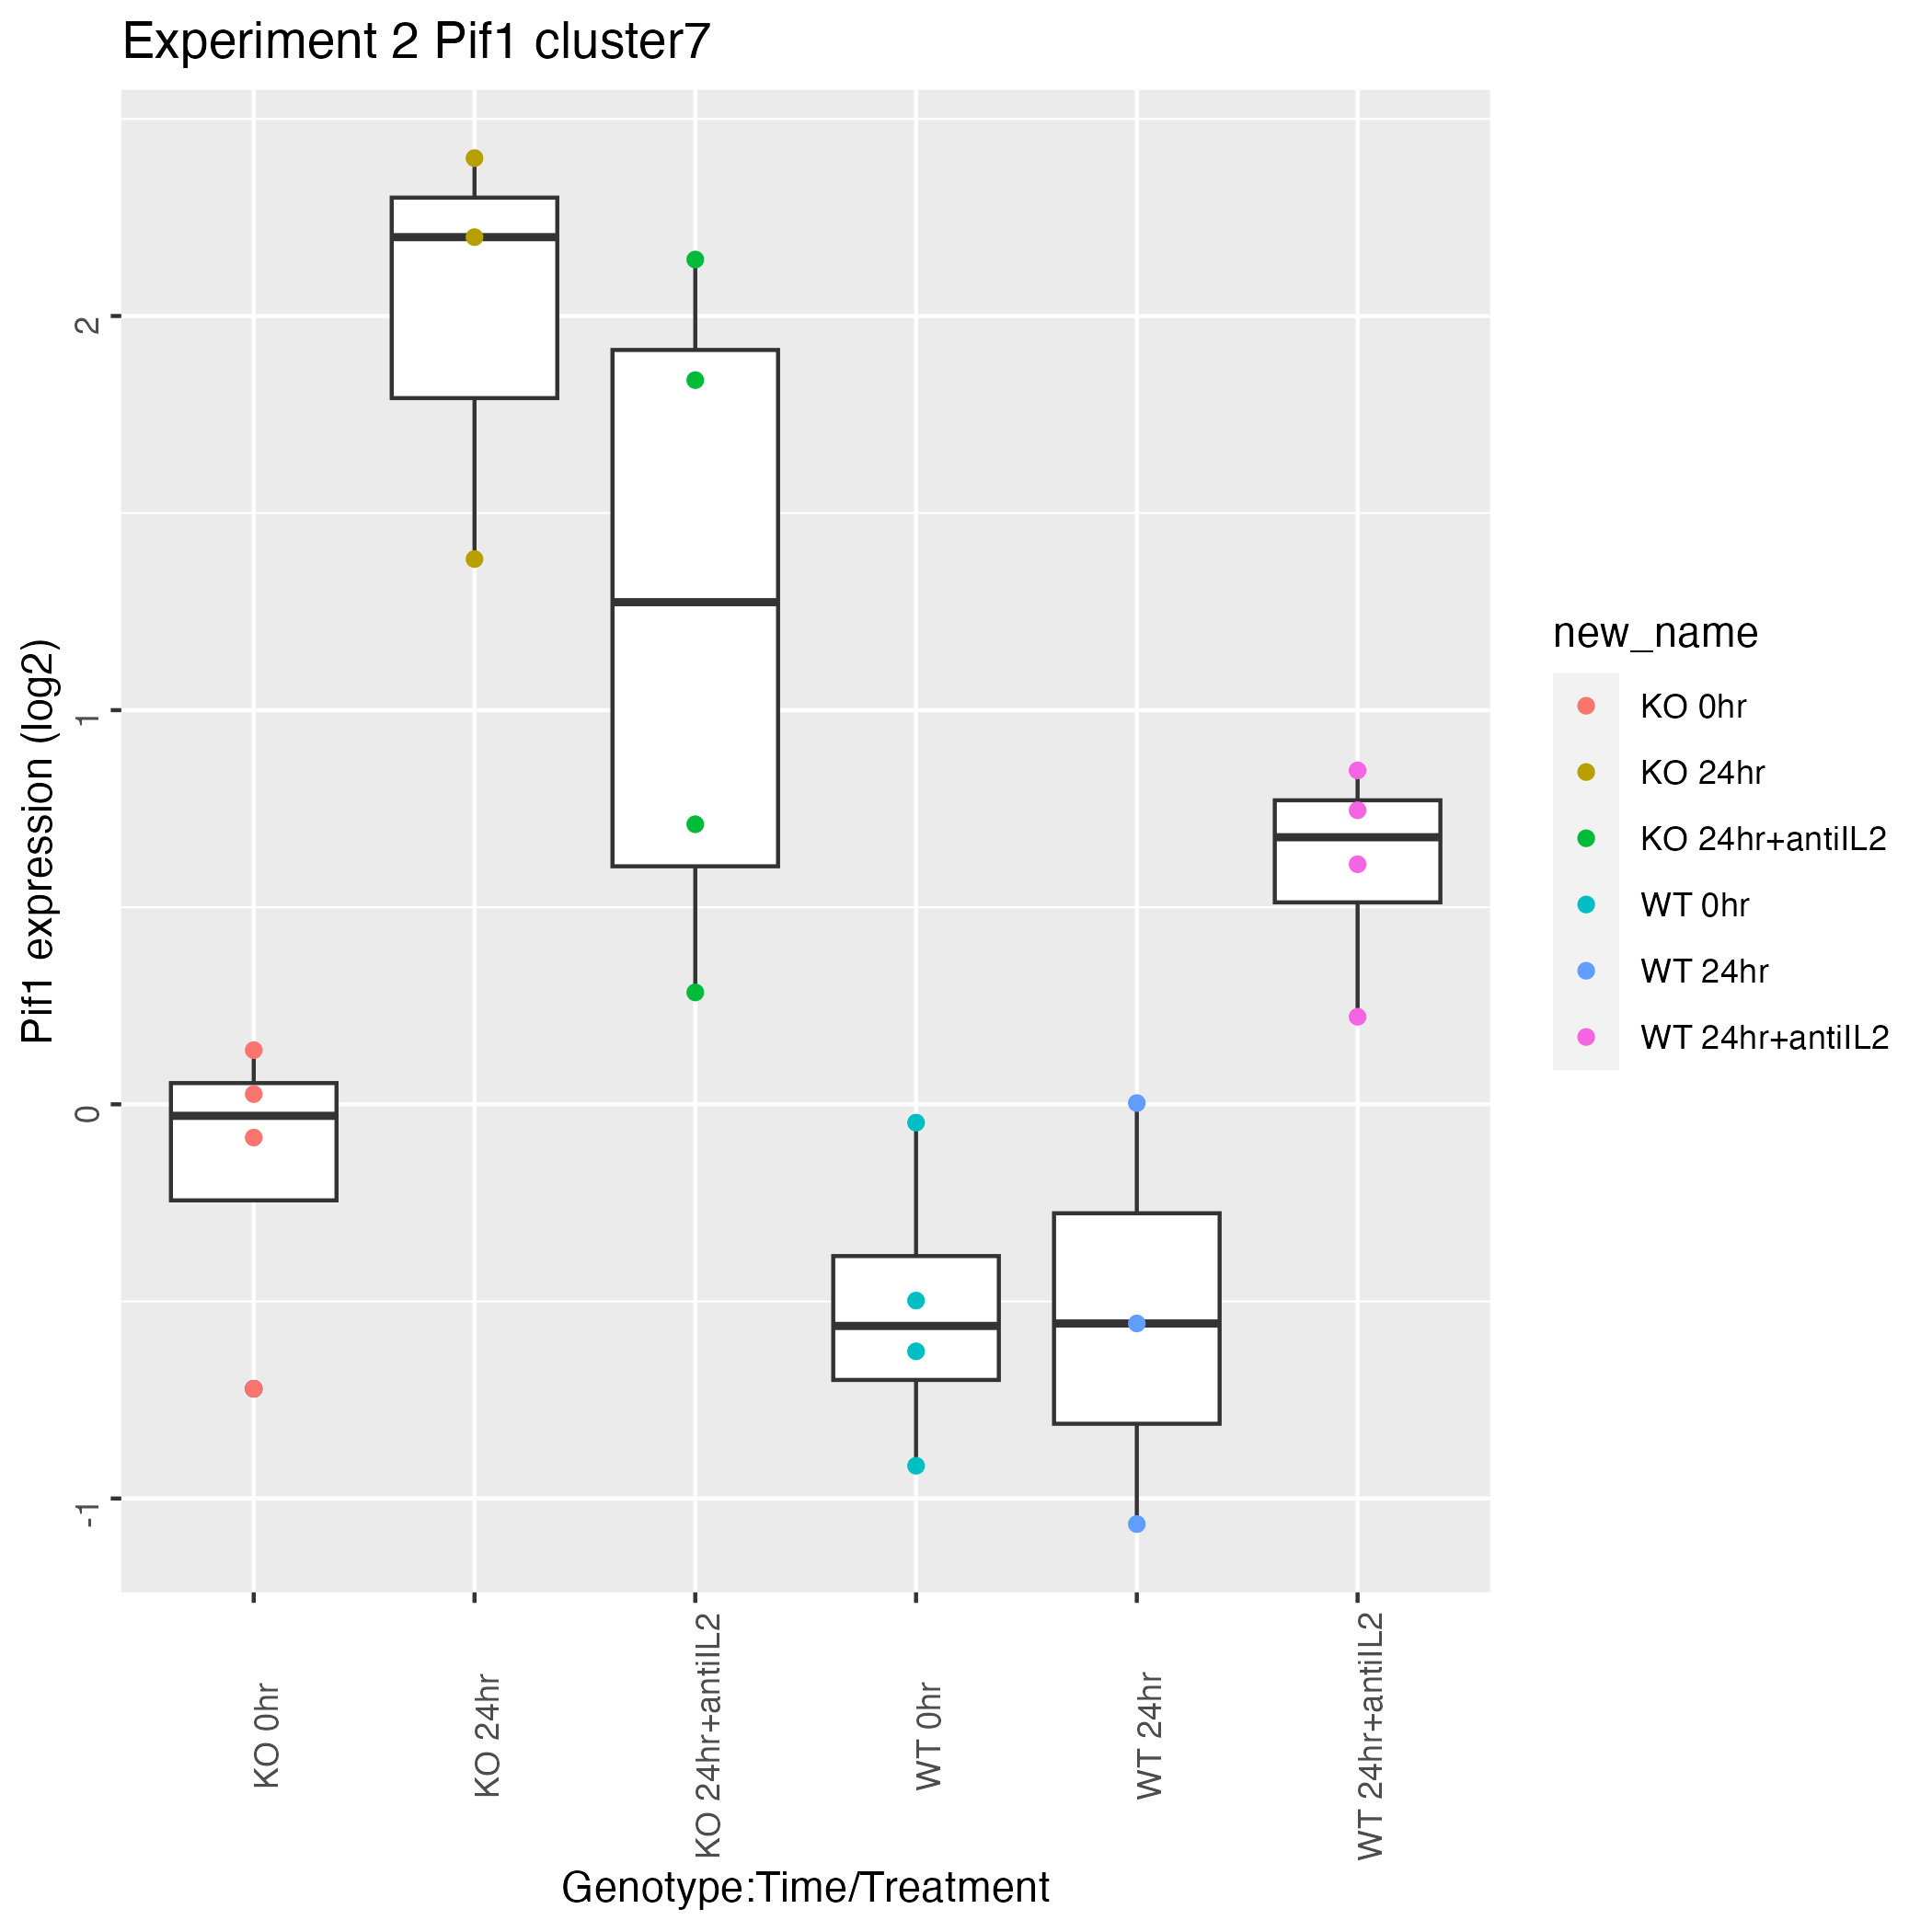 Experiment 2 Pif1 cluster7
Pif1 expression (log2)
2
1
0
-1
KO 0hr
KO 24hr
KO 24hr+antiIL2
WT 0hr
WT 24hr
WT 24hr+antiIL2
Genotype:Time/Treatment
new_name
KO 0hr
KO 24hr
KO 24hr+antiIL2
WT 0hr
WT 24hr
WT 24hr+antiIL2